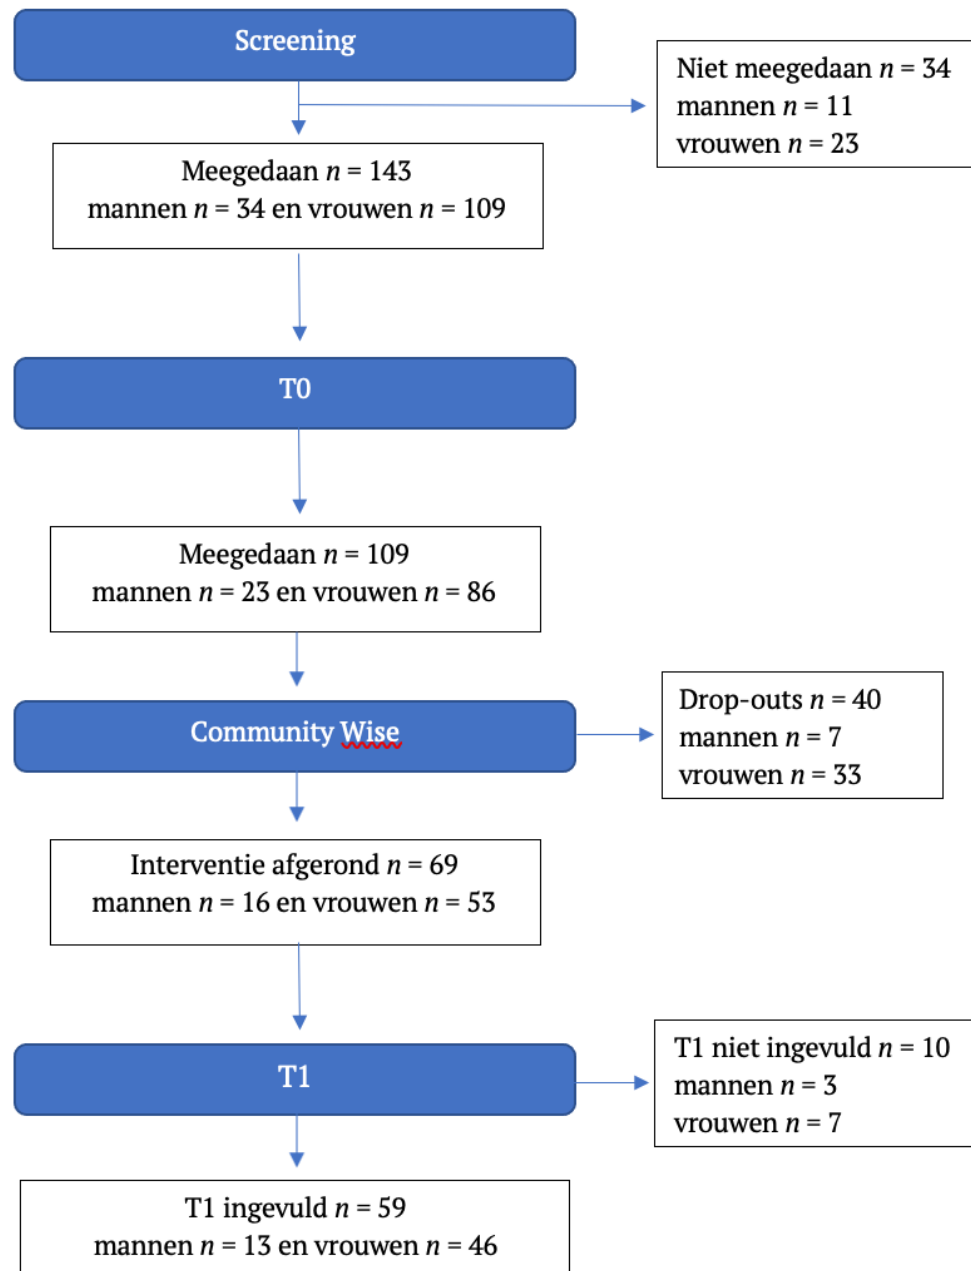 Screening
Niet meegedaan n = 34
mannen n = 11
vrouwen n = 23
Meegedaan n = 143
mannen n = 34 en vrouwen n = 109
T0
Meegedaan n = 109
mannen n = 23 en vrouwen n = 86
Community Wise
Drop-outs n = 40
mannen n = 7
vrouwen n = 33
Interventie afgerond n = 69
mannen n = 16 en vrouwen n = 53
T1
T1 niet ingevuld n = 10
mannen n = 3
vrouwen n = 7
T1 ingevuld n = 59
mannen n = 13 en vrouwen n = 46